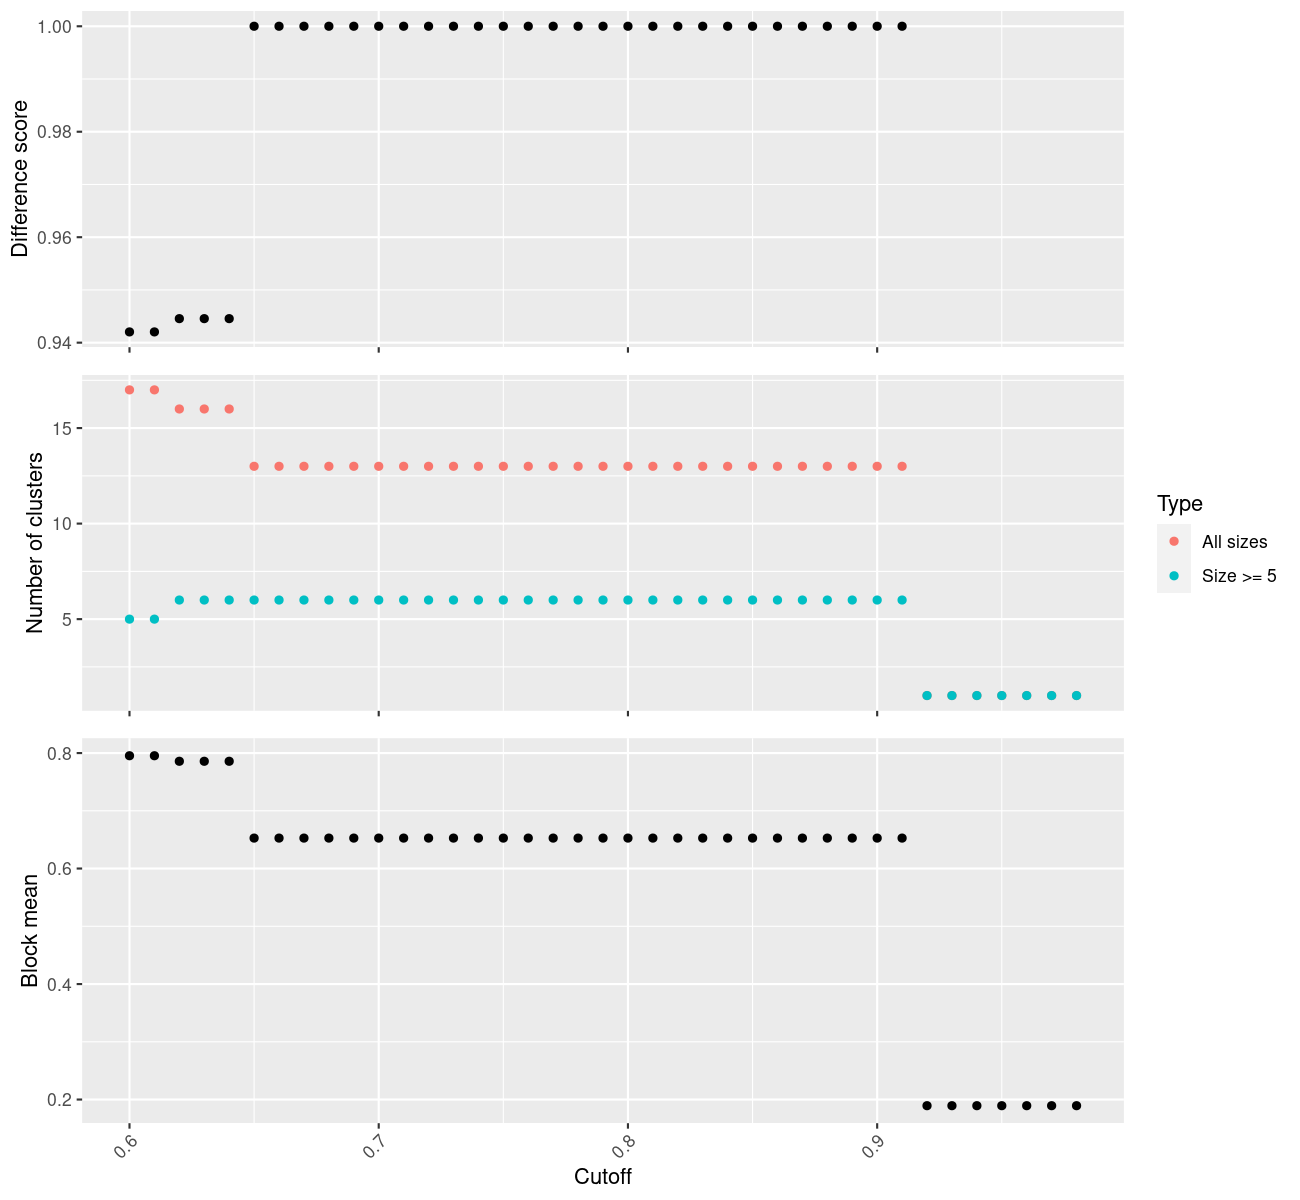 Difference score
1.00
0.98
0.96
0.94
Number of clusters
15
10
5
Type
All sizes
Size >= 5
Block mean
0.8
0.6
0.4
0.2
0.6
0.7
0.8
0.9
Cutoff